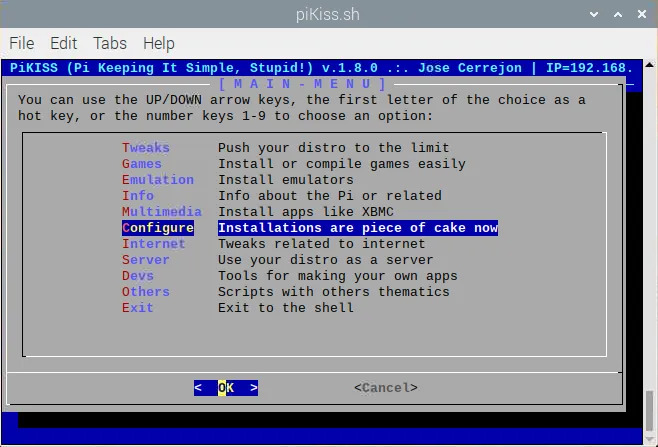 piKiss.sh
File Edit Tabs Help
PiKISS (Pi Keeping It Simple, Stupid!) v.1.8.0 .:. Jose Cerrejon | IP=192.168.
[ M A I N - M E N U ]
You can use the UP/DOWN arrow keys, the first letter of the choice as a
hot key, or the number keys 1-9 to choose an option:
Tweaks Push your distro to the limit
Games Install or compile games easily
Emulation Install emulators
Info Info about the Pi or related
Multimedia Install apps like XBMC
Configure Installations are piece of cake now
Internet Tweaks related to internet
Server Use your distro as a server
Devs Tools for making your own apps
Others Scripts with others thematics
Exit Exit to the shell
< OK > <Cancel>